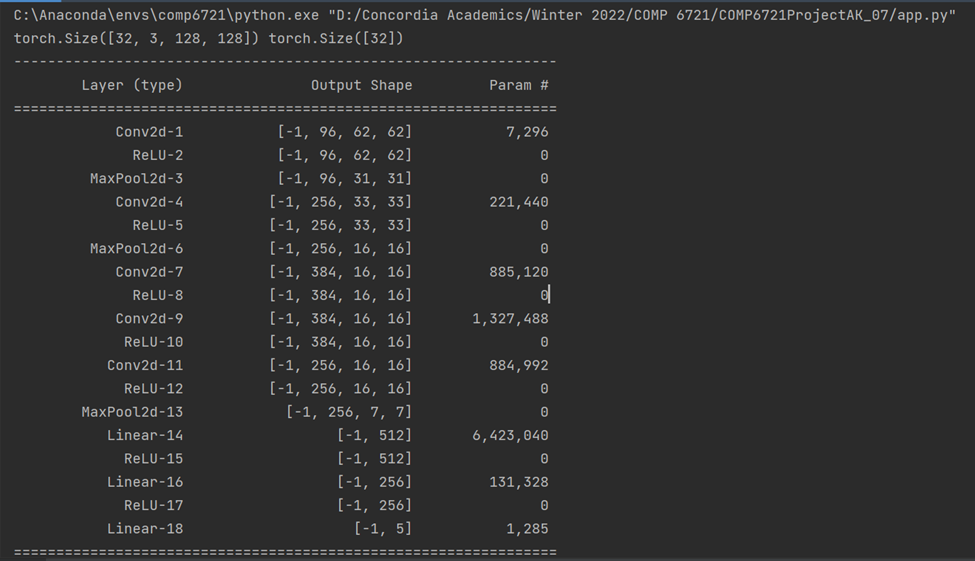 C:\Anaconda\envs\comp6721\python.exe "D:/Concordia Academics/Winter 2022/COMP 6721/COMP6721ProjectAK_07/app.py"
torch.Size([32, 3, 128, 128]) torch.Size([32])
----------------------------------------------------------------
        Layer (type)               Output Shape         Param #
================================================================
            Conv2d-1           [-1, 96, 62, 62]           7,296
              ReLU-2           [-1, 96, 62, 62]               0
         MaxPool2d-3           [-1, 96, 31, 31]               0
            Conv2d-4          [-1, 256, 33, 33]         221,440
              ReLU-5          [-1, 256, 33, 33]               0
         MaxPool2d-6          [-1, 256, 16, 16]               0
            Conv2d-7          [-1, 384, 16, 16]         885,120
              ReLU-8          [-1, 384, 16, 16]               0
            Conv2d-9          [-1, 384, 16, 16]       1,327,488
             ReLU-10          [-1, 384, 16, 16]               0
           Conv2d-11          [-1, 256, 16, 16]         884,992
             ReLU-12          [-1, 256, 16, 16]               0
        MaxPool2d-13            [-1, 256, 7, 7]               0
           Linear-14                  [-1, 512]       6,423,040
             ReLU-15                  [-1, 512]               0
           Linear-16                  [-1, 256]         131,328
             ReLU-17                  [-1, 256]               0
           Linear-18                    [-1, 5]           1,285
================================================================